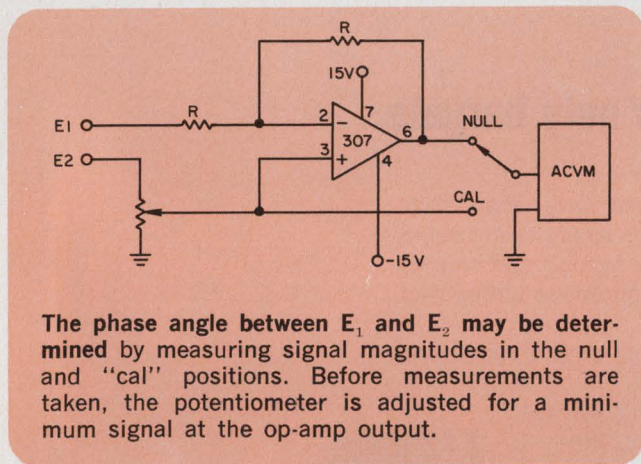 R
15V
R
E1
2
−
7
307
6
NULL
E2
3
+
4
ACVM
CAL
-15V
The phase angle between E₁ and E₂ may be deter-
mined by measuring signal magnitudes in the null
and "cal" positions. Before measurements are
taken, the potentiometer is adjusted for a mini-
mum signal at the op-amp output.